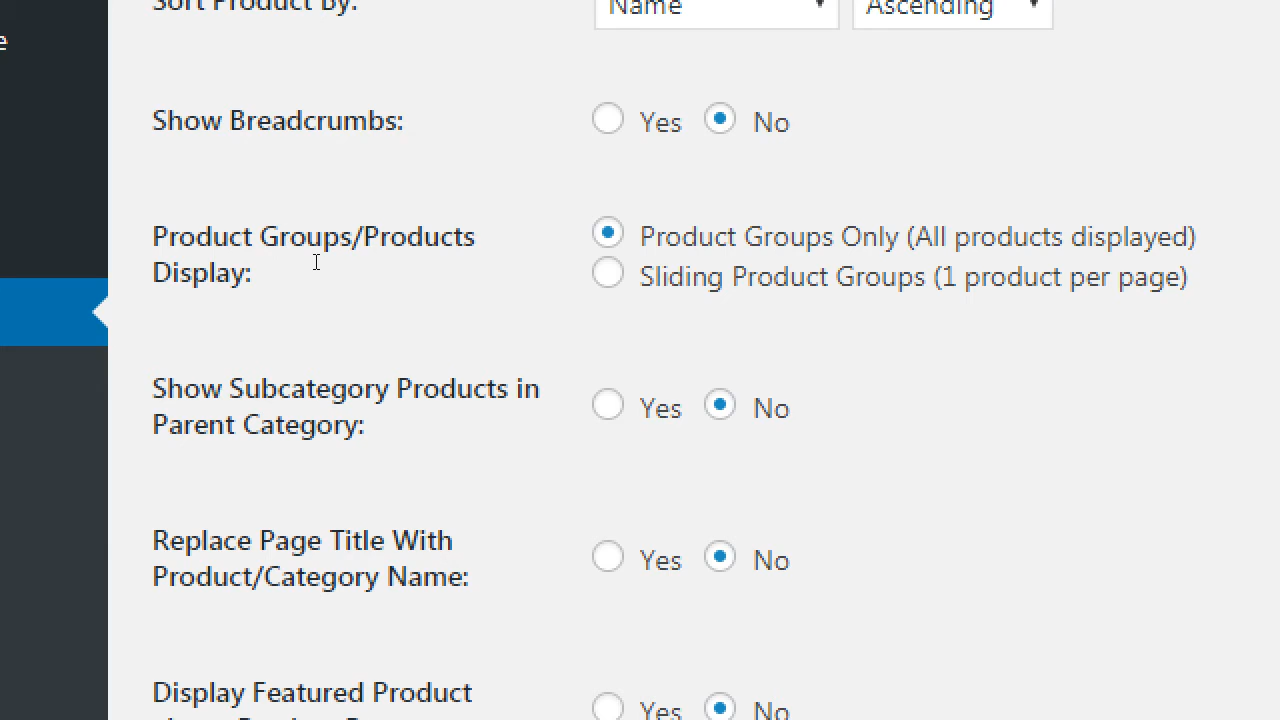 Sort Product By: Name Ascending
e
Show Breadcrumbs: Yes No
Product Groups/Products
Display:
Product Groups Only (All products displayed)
Sliding Product Groups (1 product per page)
Show Subcategory Products in
Parent Category:
Yes No
Replace Page Title With
Product/Category Name:
Yes No
Display Featured Product
Yes No